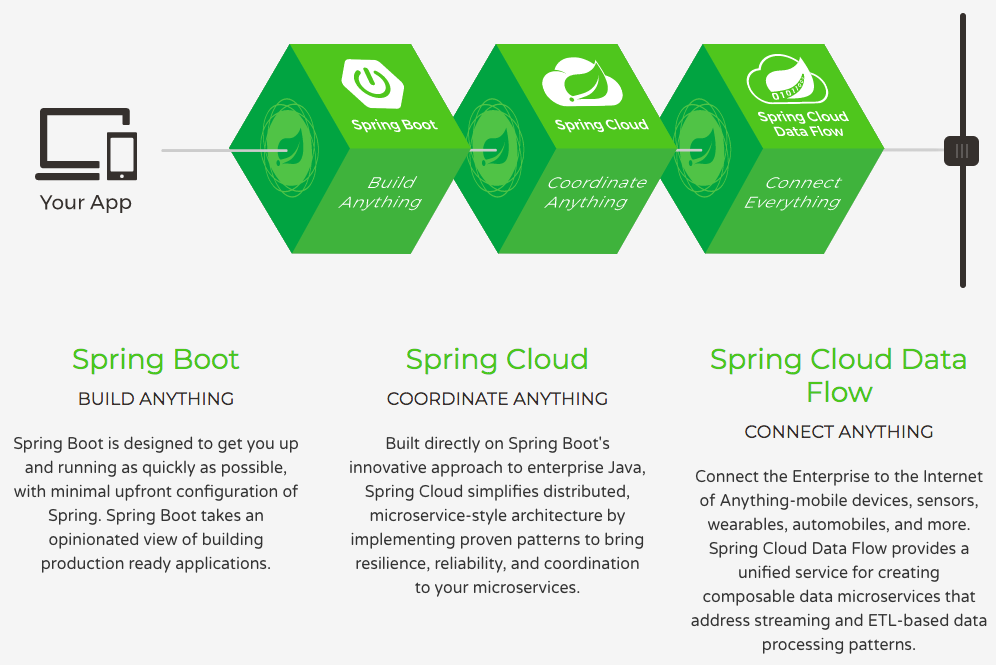 Spring Boot
Spring Cloud
Spring Cloud
Data Flow
Build
Anything
Coordinate
Anything
Connect
Everything
Your App
Spring Boot
BUILD ANYTHING
Spring Boot is designed to get you up
and running as quickly as possible,
with minimal upfront configuration of
Spring. Spring Boot takes an
opinionated view of building
production ready applications.
Spring Cloud
COORDINATE ANYTHING
Built directly on Spring Boot's
innovative approach to enterprise Java,
Spring Cloud simplifies distributed,
microservice-style architecture by
implementing proven patterns to bring
resilience, reliability, and coordination
to your microservices.
Spring Cloud Data
Flow
CONNECT ANYTHING
Connect the Enterprise to the Internet
of Anything-mobile devices, sensors,
wearables, automobiles, and more.
Spring Cloud Data Flow provides a
unified service for creating
composable data microservices that
address streaming and ETL-based data
processing patterns.